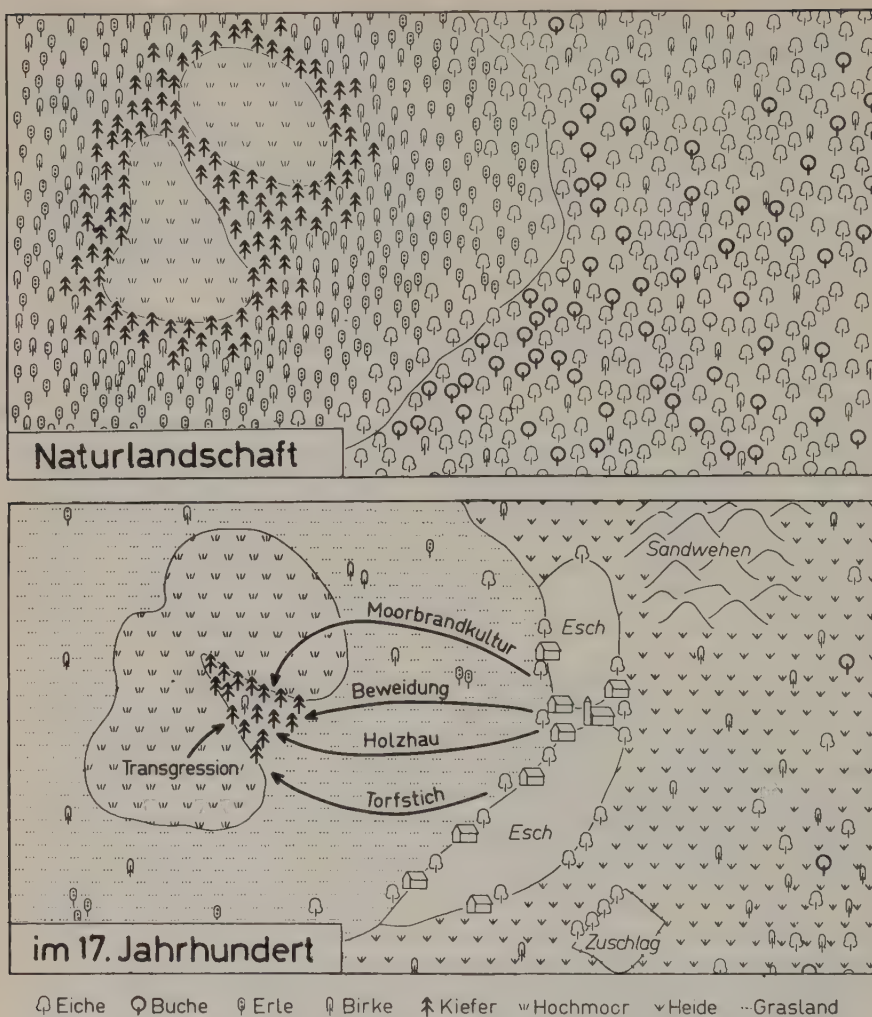 Naturlandschaft
Sandwehen
Moorbrandkultur
Esch
Beweidung
Holzhau
Transgression
Torfstich
Esch
Zuschlag
im 17. Jahrhundert
Eiche Buche Erle Birke Kiefer Hochmoor Heide Grasland